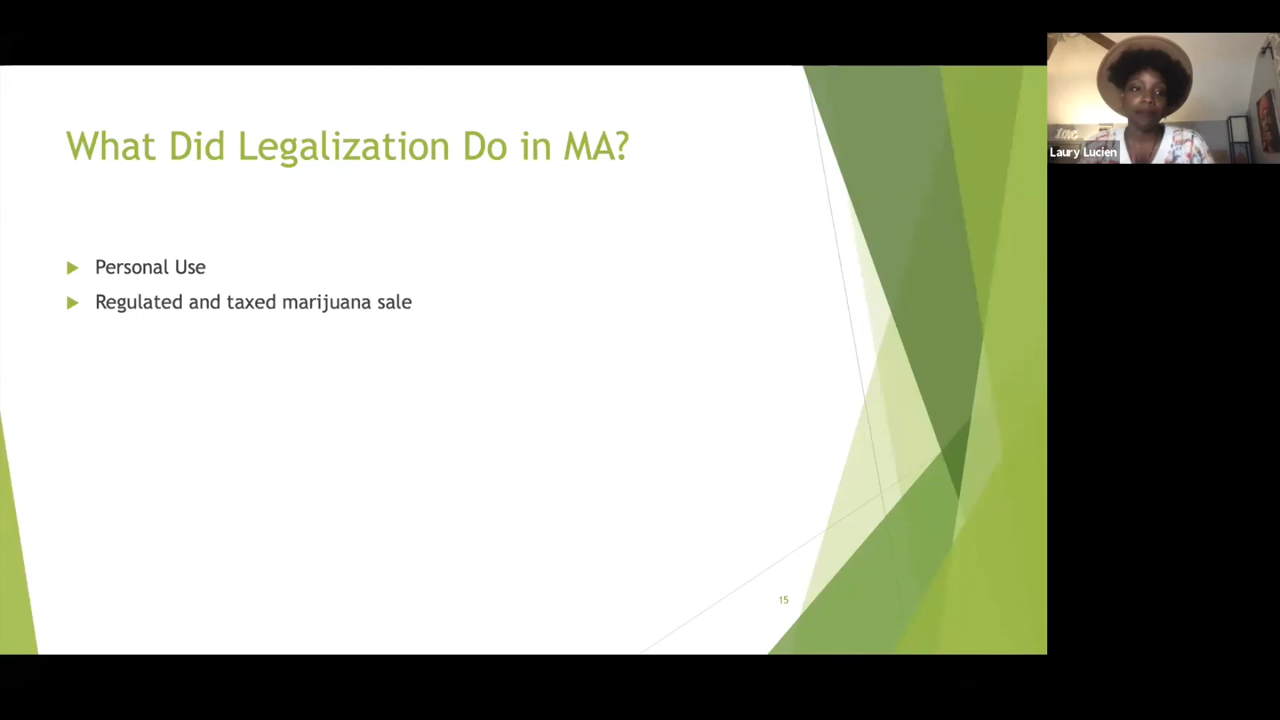 What Did Legalization Do in MA?
Personal Use
Regulated and taxed marijuana sale
15
Laury Lucien